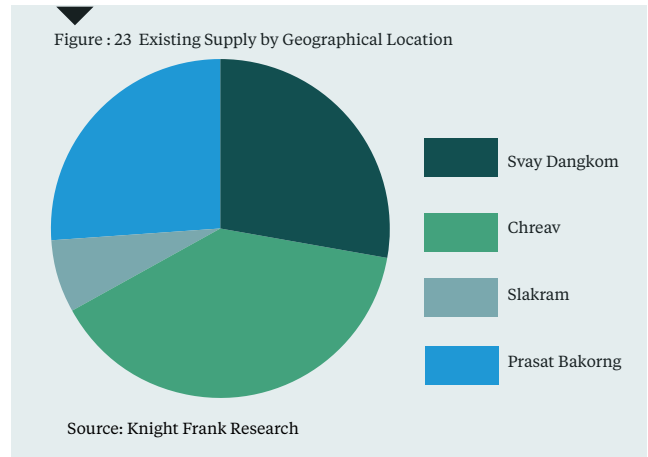 Figure : 23 Existing Supply by Geographical Location
Svay Dangkom
Chreav
Slakram
Prasat Bakorng
Source: Knight Frank Research